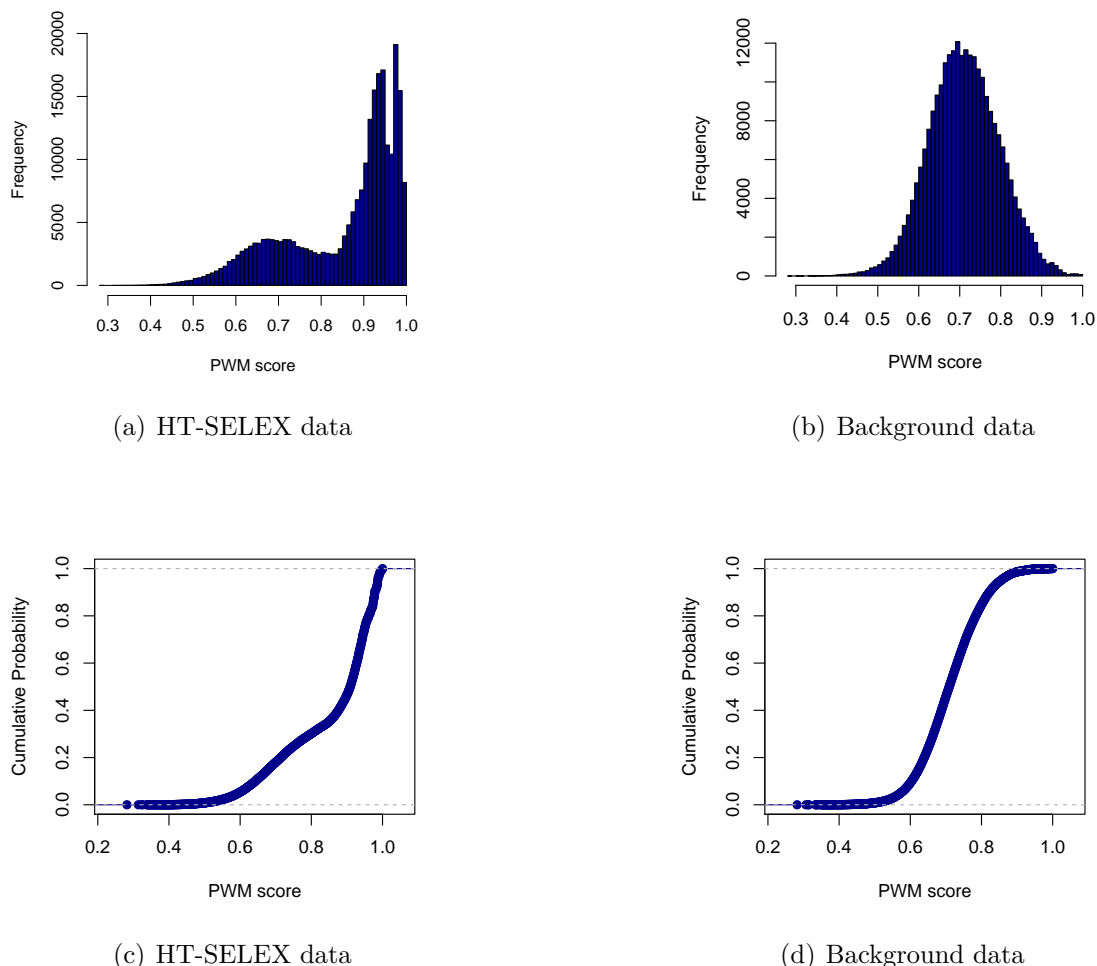 20000
15000
10000
5000
0
Frequency
0.3 0.4 0.5 0.6 0.7 0.8 0.9 1.0
PWM score
(a) HT-SELEX data
12000
8000
4000
0
Frequency
0.3 0.4 0.5 0.6 0.7 0.8 0.9 1.0
PWM score
(b) Background data
1.0
0.8
0.6
0.4
0.2
0.0
Cumulative Probability
0.2 0.4 0.6 0.8 1.0
PWM score
(c) HT-SELEX data
1.0
0.8
0.6
0.4
0.2
0.0
Cumulative Probability
0.2 0.4 0.6 0.8 1.0
PWM score
(d) Background data